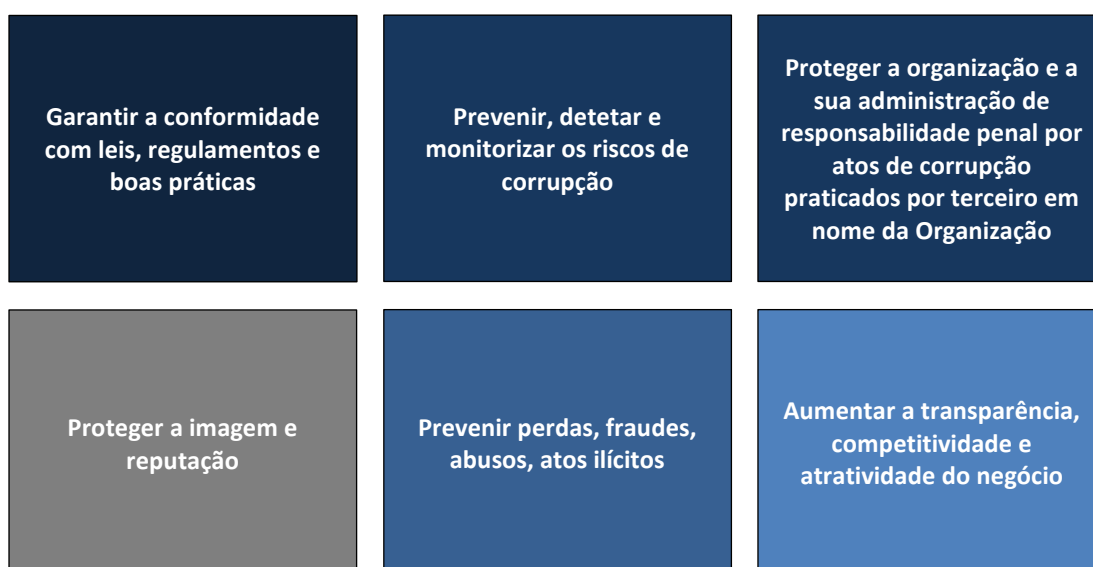 Garantir a conformidade
com leis, regulamentos e
boas práticas
Prevenir, detetar e
monitorizar os riscos de
corrupção
Proteger a organização e a
sua administração de
responsabilidade penal por
atos de corrupção
praticados por terceiro em
nome da Organização
Proteger a imagem e
reputação
Prevenir perdas, fraudes,
abusos, atos ilícitos
Aumentar a transparência,
competitividade e
atratividade do negócio